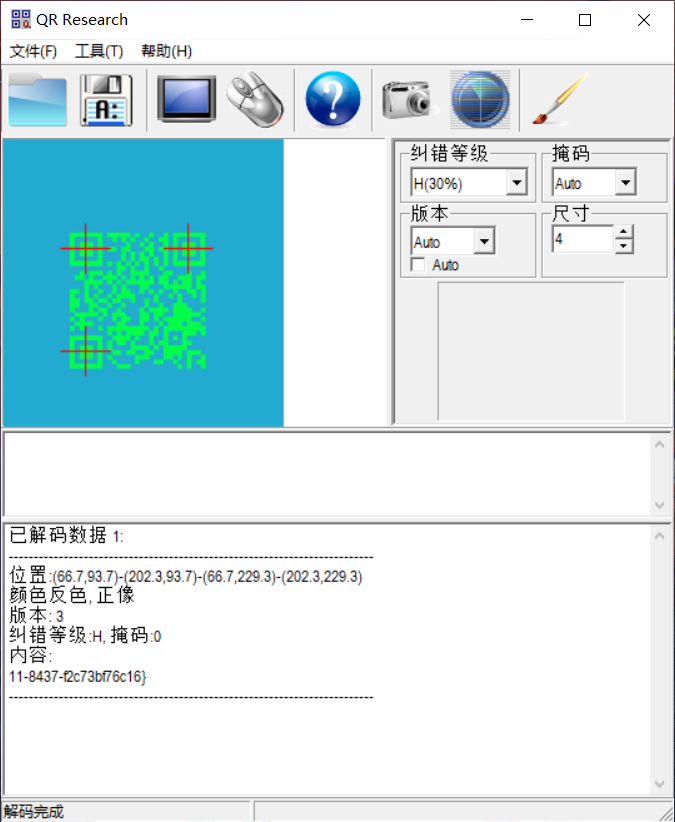 QR Research
文件(F) 工具(T) 帮助(H)
A:
?
纠错等级
掩码
H(30%)
Auto
版本
尺寸
Auto
4
Auto
已解码数据 1:
---------------------------------------------------------------------------
位置:(66.7,93.7)-(202.3,93.7)-(66.7,229.3)-(202.3,229.3)
颜色反色, 正像
版本: 3
纠错等级:H, 掩码:0
内容:
11-8437-f2c73bf76c16}
---------------------------------------------------------------------------
解码完成